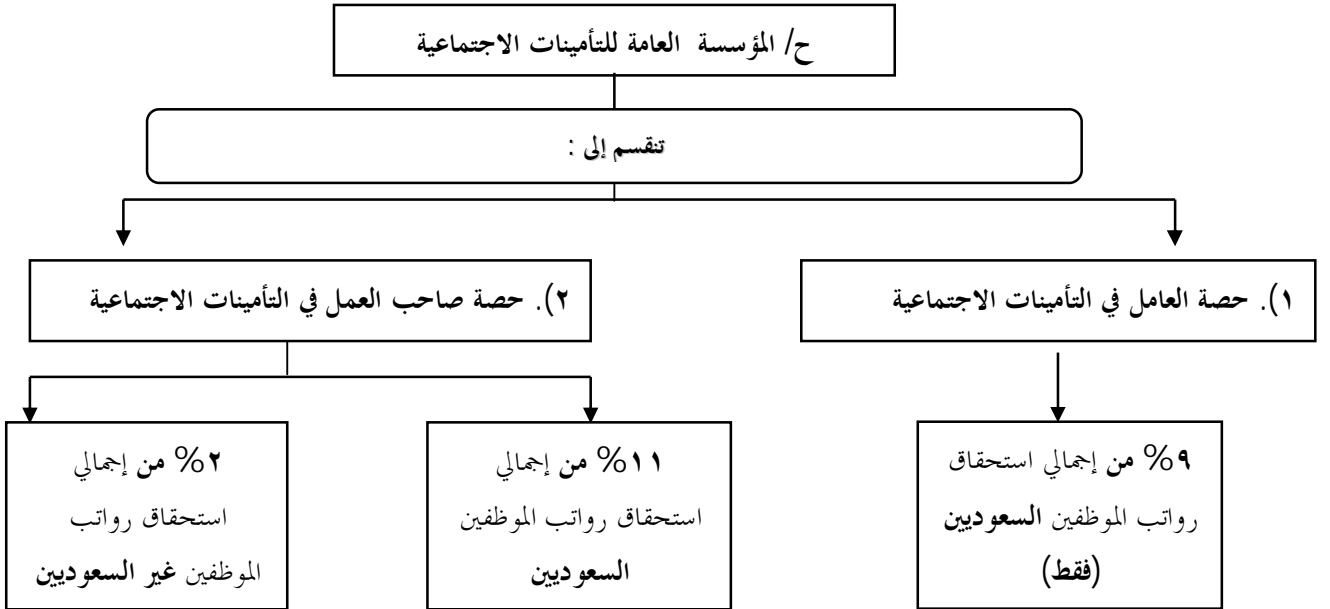 ح/ المؤسسة العامة للتأمينات الاجتماعية
تنقسم إلى :
١). حصة العامل في التأمينات الاجتماعية
٢). حصة صاحب العمل في التأمينات الاجتماعية
٩% من إجمالي استحقاق
رواتب الموظفين السعوديين
(فقط)
١١% من إجمالي
استحقاق رواتب الموظفين
السعوديين
٢% من إجمالي
استحقاق رواتب
الموظفين غير السعوديين